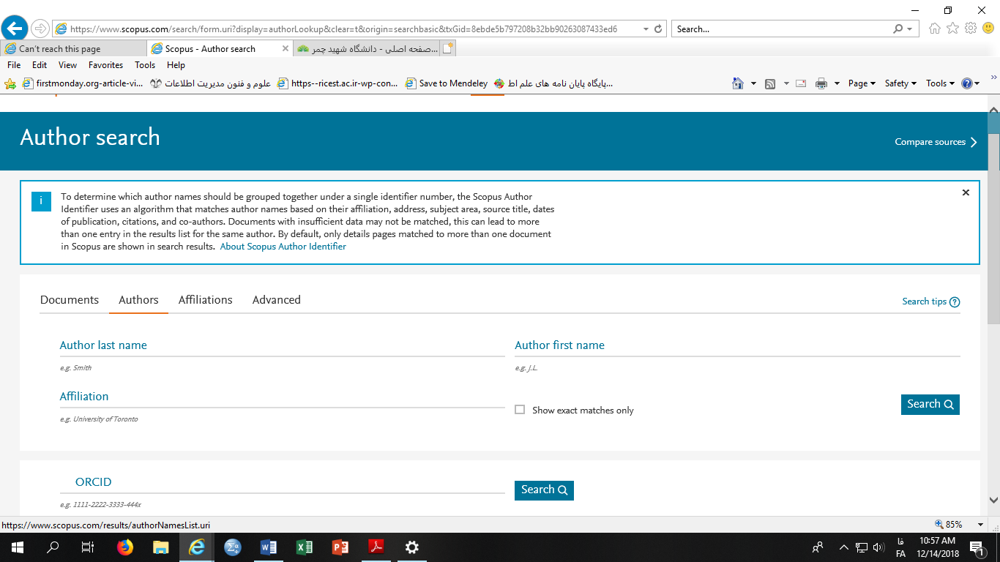 https://www.scopus.com/search/form.uri?display=authorLookup&clear=t&origin=searchbasic&txGid=8ebde5b797208b32bb90263087433ed6
Search...
Can't reach this page
Scopus - Author search
صفحه اصلی - دانشگاه شهید چمر...
File Edit View Favorites Tools Help
firstmonday.org-article-vi...
علوم و فنون مدیریت اطلاعات
https--ricest.ac.ir-wp-con...
Save to Mendeley
پایگاه پایان نامه های علم اط...
Page Safety Tools
Author search
Compare sources
i
To determine which author names should be grouped together under a single identifier number, the Scopus Author
Identifier uses an algorithm that matches author names based on their affiliation, address, subject area, source title, dates
of publication, citations, and co-authors. Documents with insufficient data may not be matched, this can lead to more
than one entry in the results list for the same author. By default, only details pages matched to more than one document
in Scopus are shown in search results. About Scopus Author Identifier
Documents Authors Affiliations Advanced
Search tips ?
Author last name
Author first name
e.g. Smith
e.g. J.L.
Affiliation
e.g. University of Toronto
Show exact matches only
Search
ORCID
Search
e.g. 1111-2222-3333-444x
https://www.scopus.com/results/authorNamesList.uri
85%
فا
FA
10:57 AM
12/14/2018
1